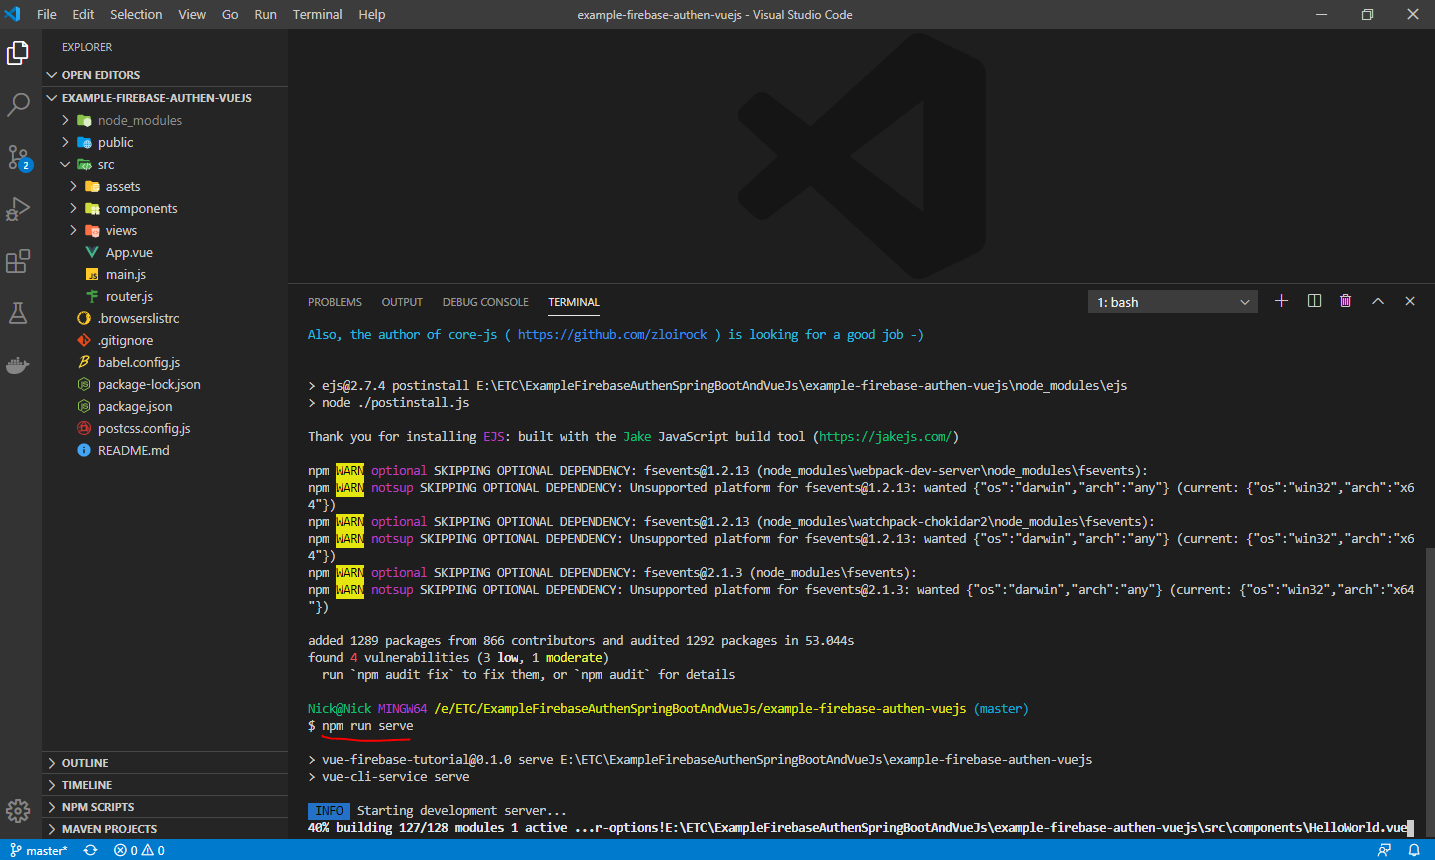 File Edit Selection View Go Run Terminal Help
example-firebase-authen-vuejs - Visual Studio Code
EXPLORER
OPEN EDITORS
EXAMPLE-FIREBASE-AUTHEN-VUEJS
node_modules
public
src
assets
components
views
App.vue
JS main.js
router.js
.browserslistrc
.gitignore
babel.config.js
package-lock.json
package.json
postcss.config.js
README.md
2
OUTLINE
TIMELINE
NPM SCRIPTS
MAVEN PROJECTS
PROBLEMS OUTPUT DEBUG CONSOLE TERMINAL
1: bash
Also, the author of core-js ( https://github.com/zloirock ) is looking for a good job -)
> ejs@2.7.4 postinstall E:\ETC\ExampleFirebaseAuthenSpringBootAndVueJs\example-firebase-authen-vuejs\node_modules\ejs
> node ./postinstall.js
Thank you for installing EJS: built with the Jake JavaScript build tool (https://jakejs.com/)
npm WARN optional SKIPPING OPTIONAL DEPENDENCY: fsevents@1.2.13 (node_modules\webpack-dev-server\node_modules\fsevents):
npm WARN notsup SKIPPING OPTIONAL DEPENDENCY: Unsupported platform for fsevents@1.2.13: wanted {"os":"darwin","arch":"any"} (current: {"os":"win32","arch":"x6
4"})
npm WARN optional SKIPPING OPTIONAL DEPENDENCY: fsevents@1.2.13 (node_modules\watchpack-chokidar2\node_modules\fsevents):
npm WARN notsup SKIPPING OPTIONAL DEPENDENCY: Unsupported platform for fsevents@1.2.13: wanted {"os":"darwin","arch":"any"} (current: {"os":"win32","arch":"x6
4"})
npm WARN optional SKIPPING OPTIONAL DEPENDENCY: fsevents@2.1.3 (node_modules\fsevents):
npm WARN notsup SKIPPING OPTIONAL DEPENDENCY: Unsupported platform for fsevents@2.1.3: wanted {"os":"darwin","arch":"any"} (current: {"os":"win32","arch":"x64
"})
added 1289 packages from 866 contributors and audited 1292 packages in 53.044s
found 4 vulnerabilities (3 low, 1 moderate)
run `npm audit fix` to fix them, or `npm audit` for details
Nick@Nick MINGW64 /e/ETC/ExampleFirebaseAuthenSpringBootAndVueJs/example-firebase-authen-vuejs (master)
$ npm run serve
> vue-firebase-tutorial@0.1.0 serve E:\ETC\ExampleFirebaseAuthenSpringBootAndVueJs\example-firebase-authen-vuejs
> vue-cli-service serve
INFO Starting development server...
40% building 127/128 modules 1 active ...r-options!E:\ETC\ExampleFirebaseAuthenSpringBootAndVueJs\example-firebase-authen-vuejs\src\components\HelloWorld.vue
master* 0 0